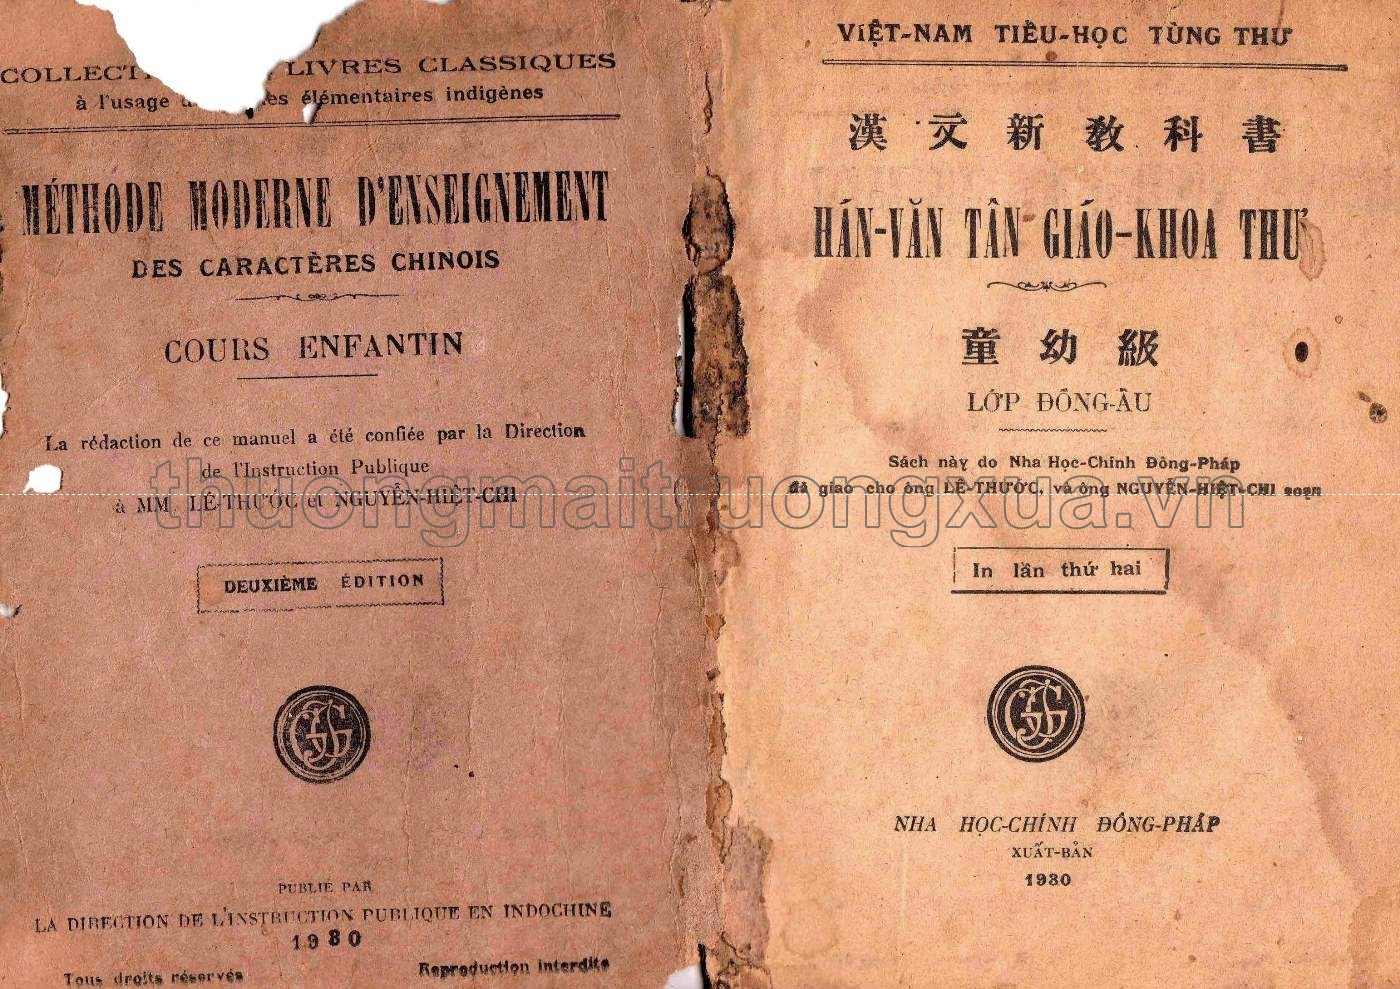 COLLECT LIVRES CLASSIQUES
à l'usage es élémentaires indigènes
MÉTHODE MODERNE D'ENSEIGNEMENT
DES CARACTÈRES CHINOIS
COURS ENFANTIN
La rédaction de ce manuel a été confiée par la Direction
de l'Instruction Publique
à MM. LÊ-THƯỚC et NGUYỄN-HIỆT-CHI
DEUXIÈME ÉDITION
PUBLIÉ PAR
LA DIRECTION DE L'INSTRUCTION PUBLIQUE EN INDOCHINE
1930
Tous droits réservés Reproduction interdite
VIỆT-NAM TIỂU-HỌC TÙNG THƯ
漢文新教科書
HÁN-VĂN TÂN GIÁO-KHOA THƯ
童幼級
LỚP ĐỒNG-ẤU
Sách này do Nha Học-Chính Đông-Pháp
đã giao cho ông LÊ-THƯỚC, và ông NGUYỄN-HIỆT-CHI soạn
In lần thứ hai
NHA HỌC-CHÍNH ĐÔNG-PHÁP
XUẤT-BẢN
1930
thuongmaitruongxua.vn